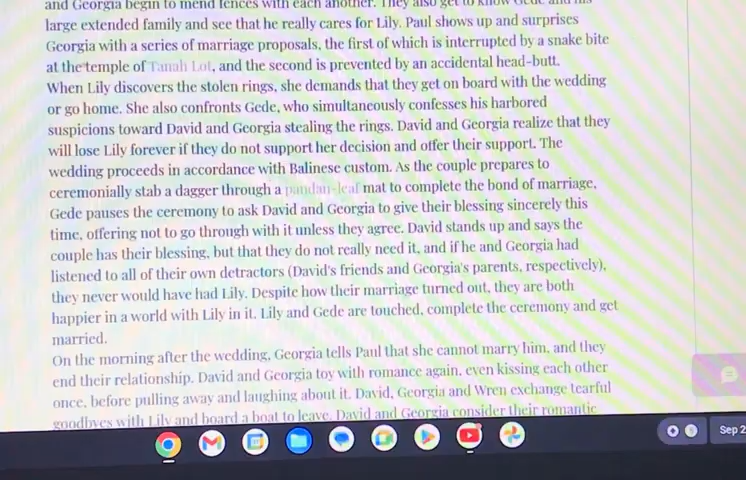 and Georgia begin to mend fences with each another. They also get to know Gede and his
large extended family and see that he really cares for Lily. Paul shows up and surprises
Georgia with a series of marriage proposals, the first of which is interrupted by a snake bite
at the temple of Tanah Lot, and the second is prevented by an accidental head-butt.
When Lily discovers the stolen rings, she demands that they get on board with the wedding
or go home. She also confronts Gede, who simultaneously confesses his harbored
suspicions toward David and Georgia stealing the rings. David and Georgia realize that they
will lose Lily forever if they do not support her decision and offer their support. The
wedding proceeds in accordance with Balinese custom. As the couple prepares to
ceremonially stab a dagger through a pandan-leaf mat to complete the bond of marriage,
Gede pauses the ceremony to ask David and Georgia to give their blessing sincerely this
time, offering not to go through with it unless they agree. David stands up and says the
couple has their blessing, but that they do not really need it, and if he and Georgia had
listened to all of their own detractors (David's friends and Georgia's parents, respectively),
they never would have had Lily. Despite how their marriage turned out, they are both
happier in a world with Lily in it. Lily and Gede are touched, complete the ceremony and get
married.
On the morning after the wedding, Georgia tells Paul that she cannot marry him, and they
end their relationship. David and Georgia toy with romance again, even kissing each other
once, before pulling away and laughing about it. David, Georgia and Wren exchange tearful
goodbyes with Lily and board a boat to leave. David and Georgia consider their romantic
Sep 2